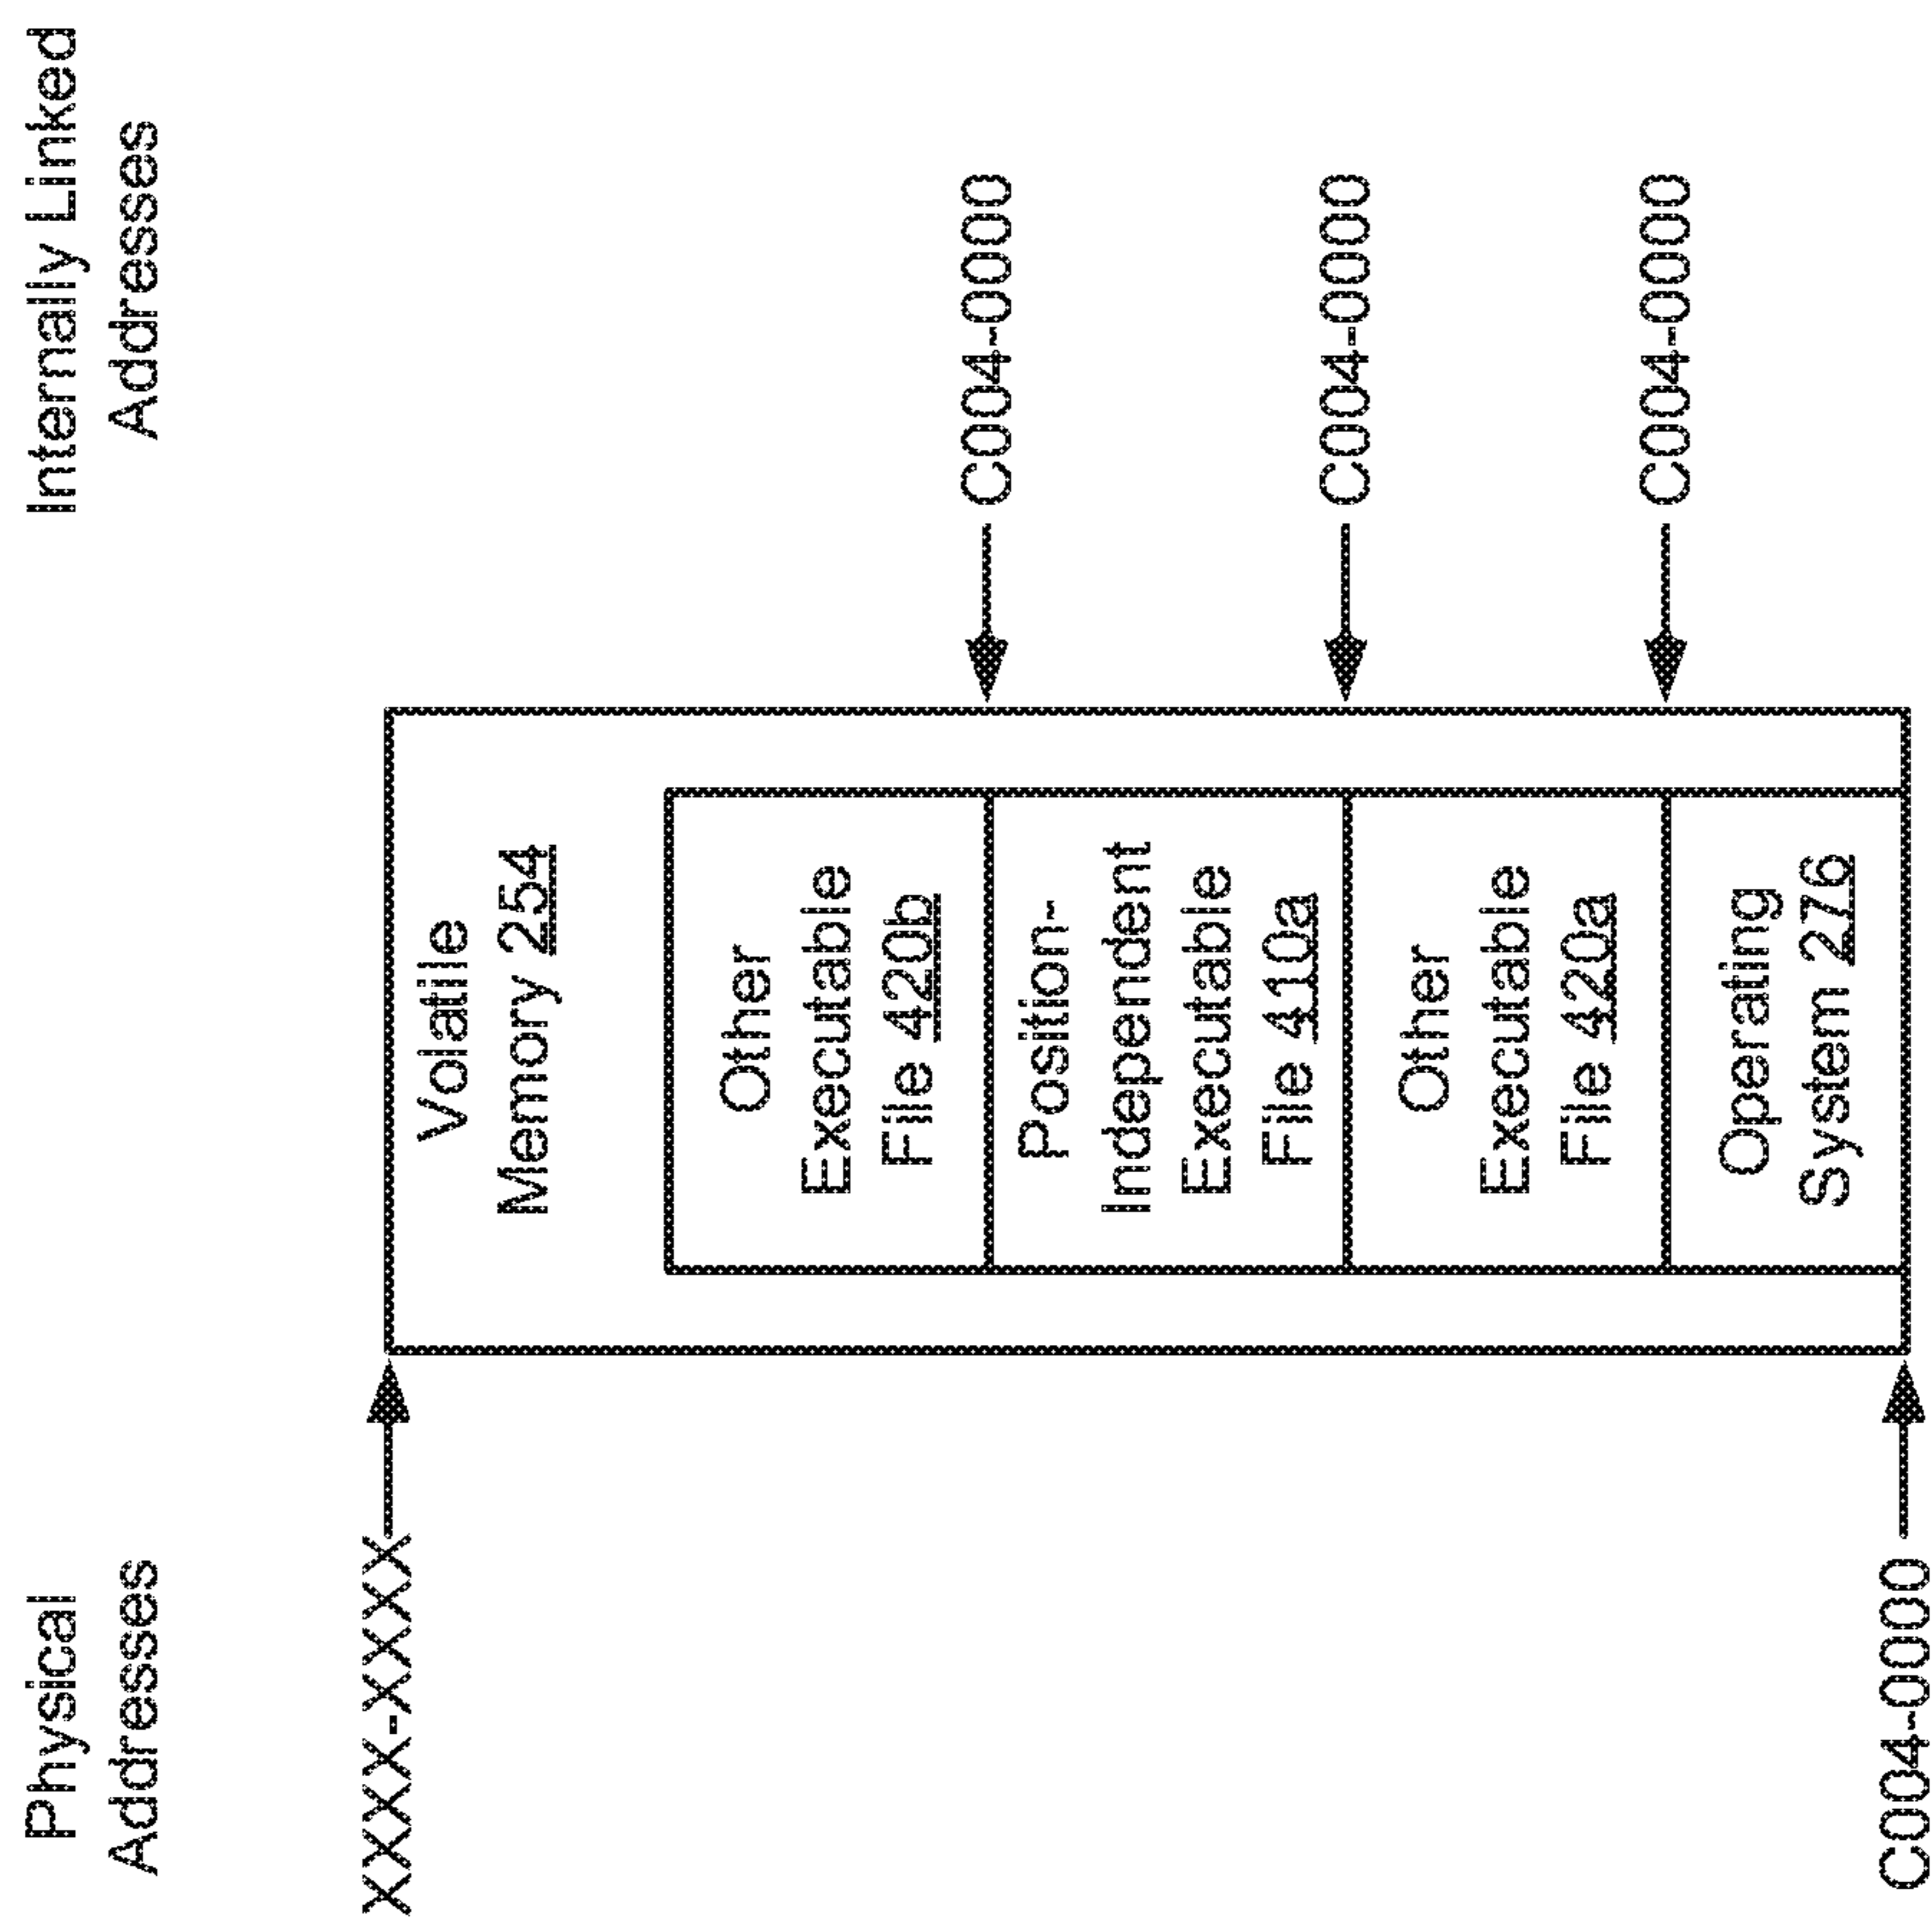 Physical
Addresses
Internally Linked
Addresses
XXXX-XXXX
Volatile
Memory 254
Other
Executable
File 420b
C004-0000
Position-
Independent
Executable
File 410a
C004-0000
Other
Executable
File 420a
C004-0000
Operating
System 276
C004-0000